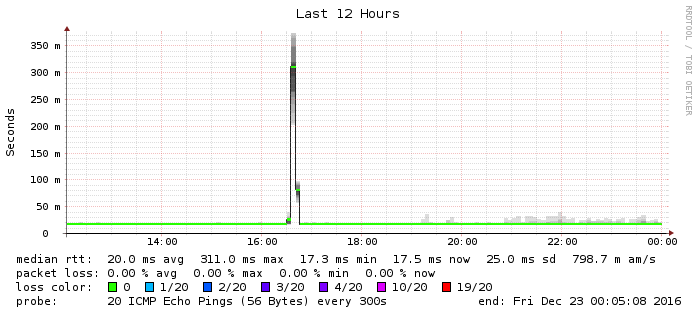 Last 12 Hours
RRDTOOL / TOBI OETIKER
Seconds
350 m
300 m
250 m
200 m
150 m
100 m
50 m
0
14:00 16:00 18:00 20:00 22:00 00:00
median rtt: 20.0 ms avg 311.0 ms max 17.3 ms min 17.5 ms now 25.0 ms sd 798.7 m am/s
packet loss: 0.00 % avg 0.00 % max 0.00 % min 0.00 % now
loss color: 0 1/20 2/20 3/20 4/20 10/20 19/20
probe: 20 ICMP Echo Pings (56 Bytes) every 300s end: Fri Dec 23 00:05:08 2016